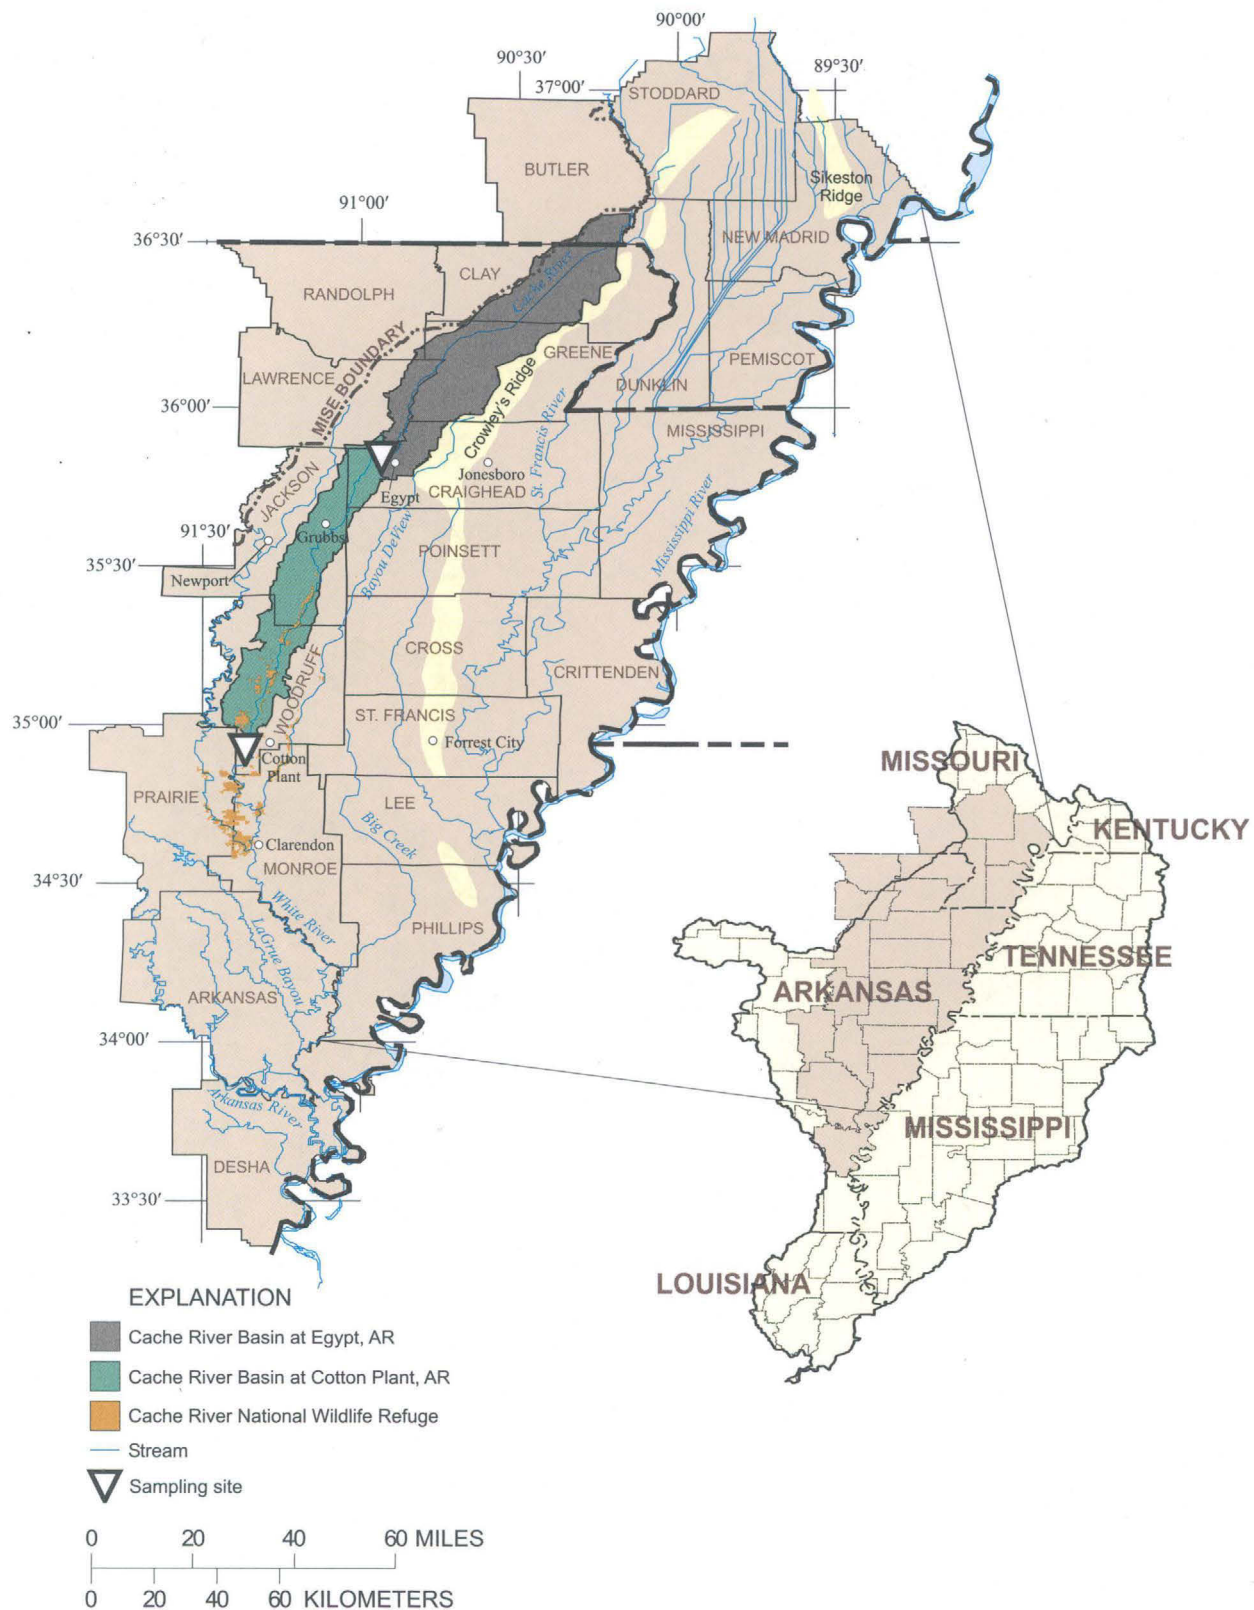 90°00′
90°30′
89°30′
37°00′
STODDARD
BUTLER
Sikeston
Ridge
91°00′
36°30′
NEW MADRID
CLAY
Cache River
RANDOLPH
MISE BOUNDARY
GREENE
PEMISCOT
LAWRENCE
DUNKLIN
36°00′
Crowley's Ridge
St. Francis River
MISSISSIPPI
Jonesboro
JACKSON
Egypt
CRAIGHEAD
Mississippi River
91°30′
Grubbs
Bayou DeView
POINSETT
35°30′
Newport
CROSS
CRITTENDEN
WOODRUFF
35°00′
ST. FRANCIS
Forrest City
Cotton
Plant
PRAIRIE
LEE
Big Creek
Clarendon
MONROE
34°30′
White River
LaGrue Bayou
PHILLIPS
ARKANSAS
34°00′
Arkansas River
DESHA
33°30′
MISSOURI
KENTUCKY
TENNESSEE
ARKANSAS
MISSISSIPPI
LOUISIANA
EXPLANATION
Cache River Basin at Egypt, AR
Cache River Basin at Cotton Plant, AR
Cache River National Wildlife Refuge
Stream
Sampling site
0 20 40 60 MILES
0 20 40 60 KILOMETERS